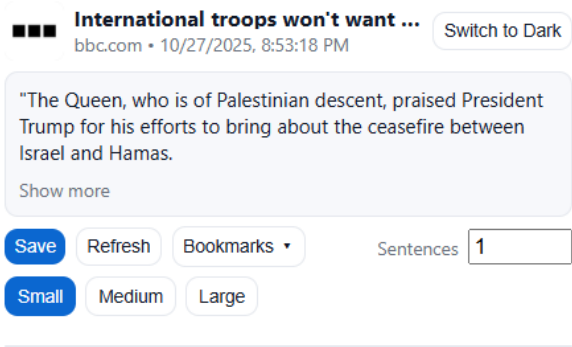 International troops won't want ...
Switch to Dark
bbc.com • 10/27/2025, 8:53:18 PM
"The Queen, who is of Palestinian descent, praised President
Trump for his efforts to bring about the ceasefire between
Israel and Hamas.
Show more
Save Refresh Bookmarks ▾ Sentences 1
Small Medium Large